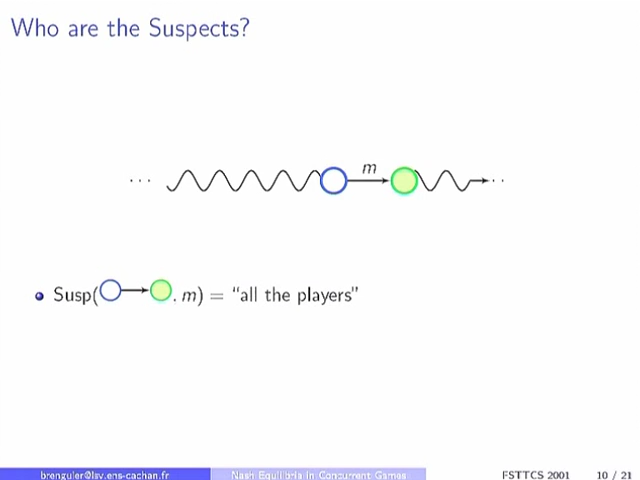 Who are the Suspects?
··· m ··
Susp( , m) = “all the players”
brenguier@lsv.ens-cachan.fr Nash Equilibria in Concurrent Games FSTTCS 2001 10 / 21